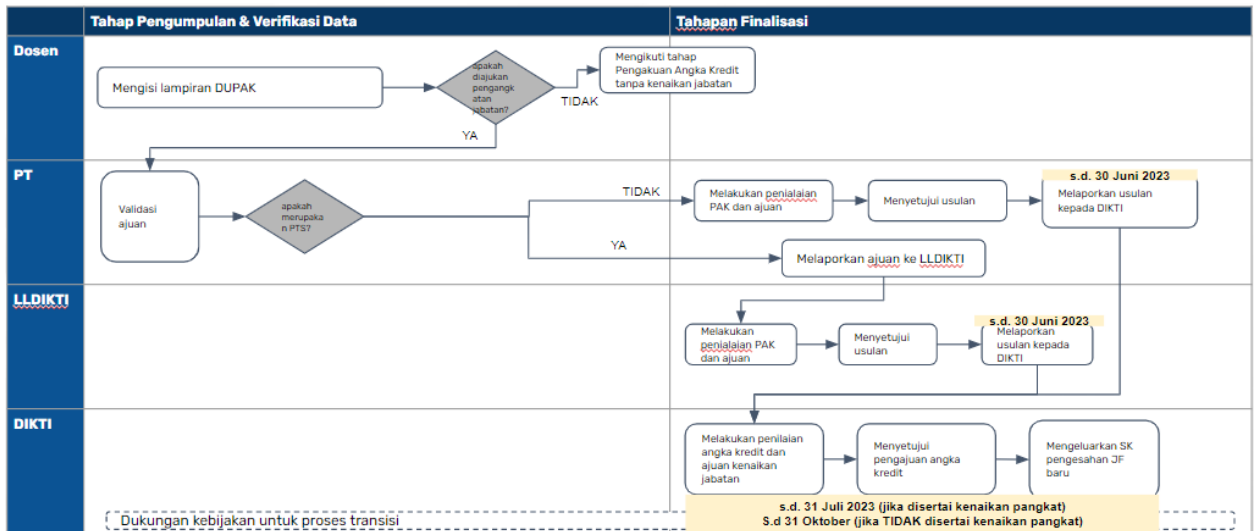 Tahap Pengumpulan & Verifikasi Data
Tahapan Finalisasi
Dosen
Mengisi lampiran DUPAK
apakah
diajukan
pengangk
atan
jabatan?
TIDAK
YA
Mengikuti tahap
Pengakuan Angka Kredit
tanpa kenaikan jabatan
PT
Validasi
ajuan
apakah
merupaka
n PTS?
TIDAK
YA
Melakukan penialaian
PAK dan ajuan
Menyetujui usulan
s.d. 30 Juni 2023
Melaporkan usulan
kepada DIKTI
Melaporkan ajuan ke LLDIKTI
LLDIKTI
Melakukan
penialaian PAK
dan ajuan
Menyetujui
usulan
s.d. 30 Juni 2023
Melaporkan
usulan kepada
DIKTI
DIKTI
Melakukan penilaian
angka kredit dan
ajuan kenaikan
jabatan
Menyetujui
pengajuan angka
kredit
Mengeluarkan SK
pengesahan JF
baru
s.d. 31 Juli 2023 (jika disertai kenaikan pangkat)
S.d 31 Oktober (jika TIDAK disertai kenaikan pangkat)
Dukungan kebijakan untuk proses transisi